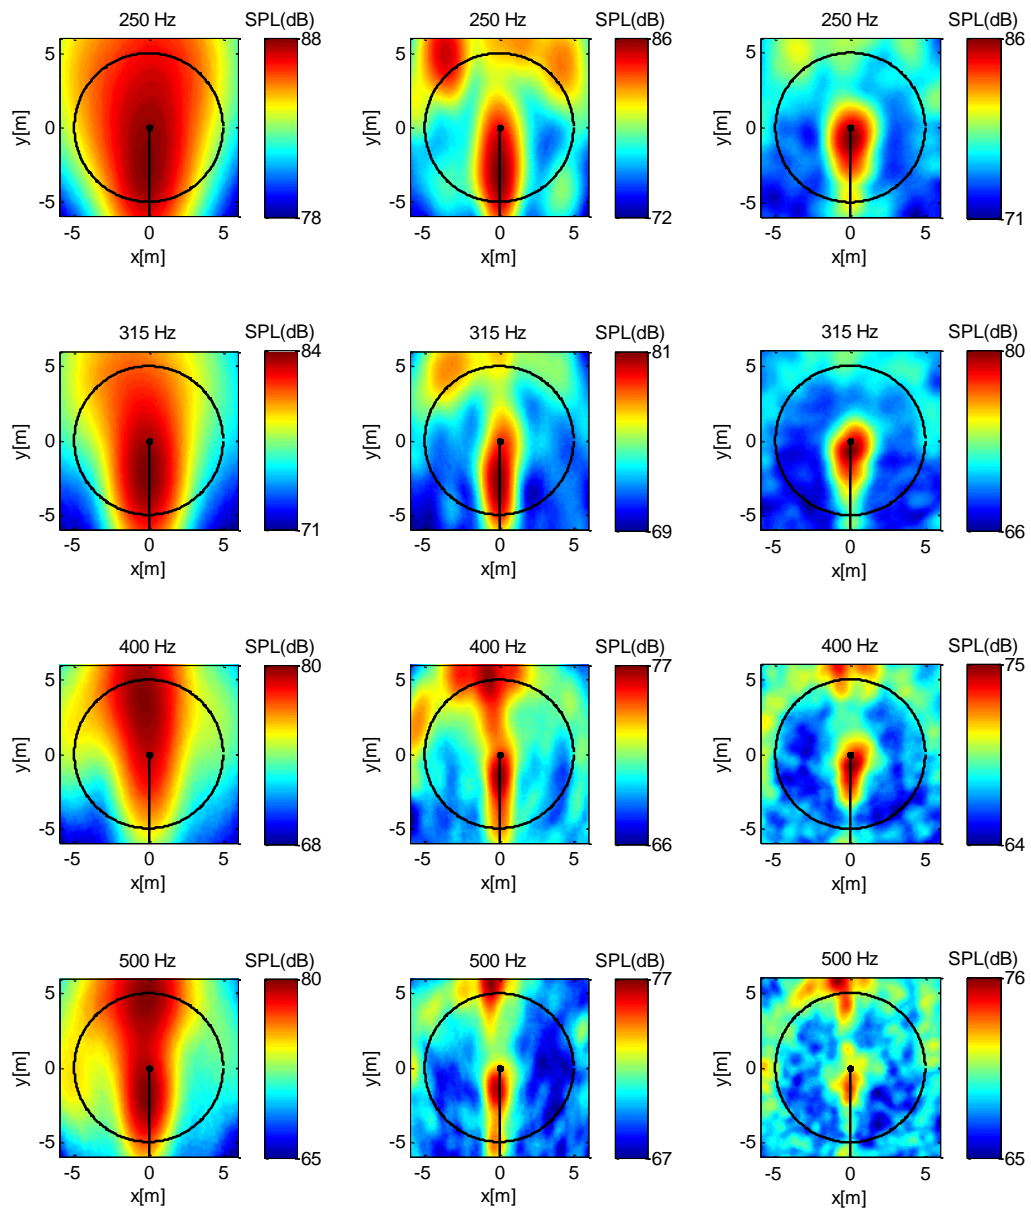 250 Hz SPL(dB) 250 Hz SPL(dB) 250 Hz SPL(dB)
88 86 86
5 5 5
y[m] 0 y[m] 0 y[m] 0
-5 -5 -5
78 72 71
-5 0 5 -5 0 5 -5 0 5
x[m] x[m] x[m]
315 Hz SPL(dB) 315 Hz SPL(dB) 315 Hz SPL(dB)
84 81 80
5 5 5
y[m] 0 y[m] 0 y[m] 0
-5 -5 -5
71 69 66
-5 0 5 -5 0 5 -5 0 5
x[m] x[m] x[m]
400 Hz SPL(dB) 400 Hz SPL(dB) 400 Hz SPL(dB)
80 77 75
5 5 5
y[m] 0 y[m] 0 y[m] 0
-5 -5 -5
68 66 64
-5 0 5 -5 0 5 -5 0 5
x[m] x[m] x[m]
500 Hz SPL(dB) 500 Hz SPL(dB) 500 Hz SPL(dB)
80 77 76
5 5 5
y[m] 0 y[m] 0 y[m] 0
-5 -5 -5
65 67 65
-5 0 5 -5 0 5 -5 0 5
x[m] x[m] x[m]